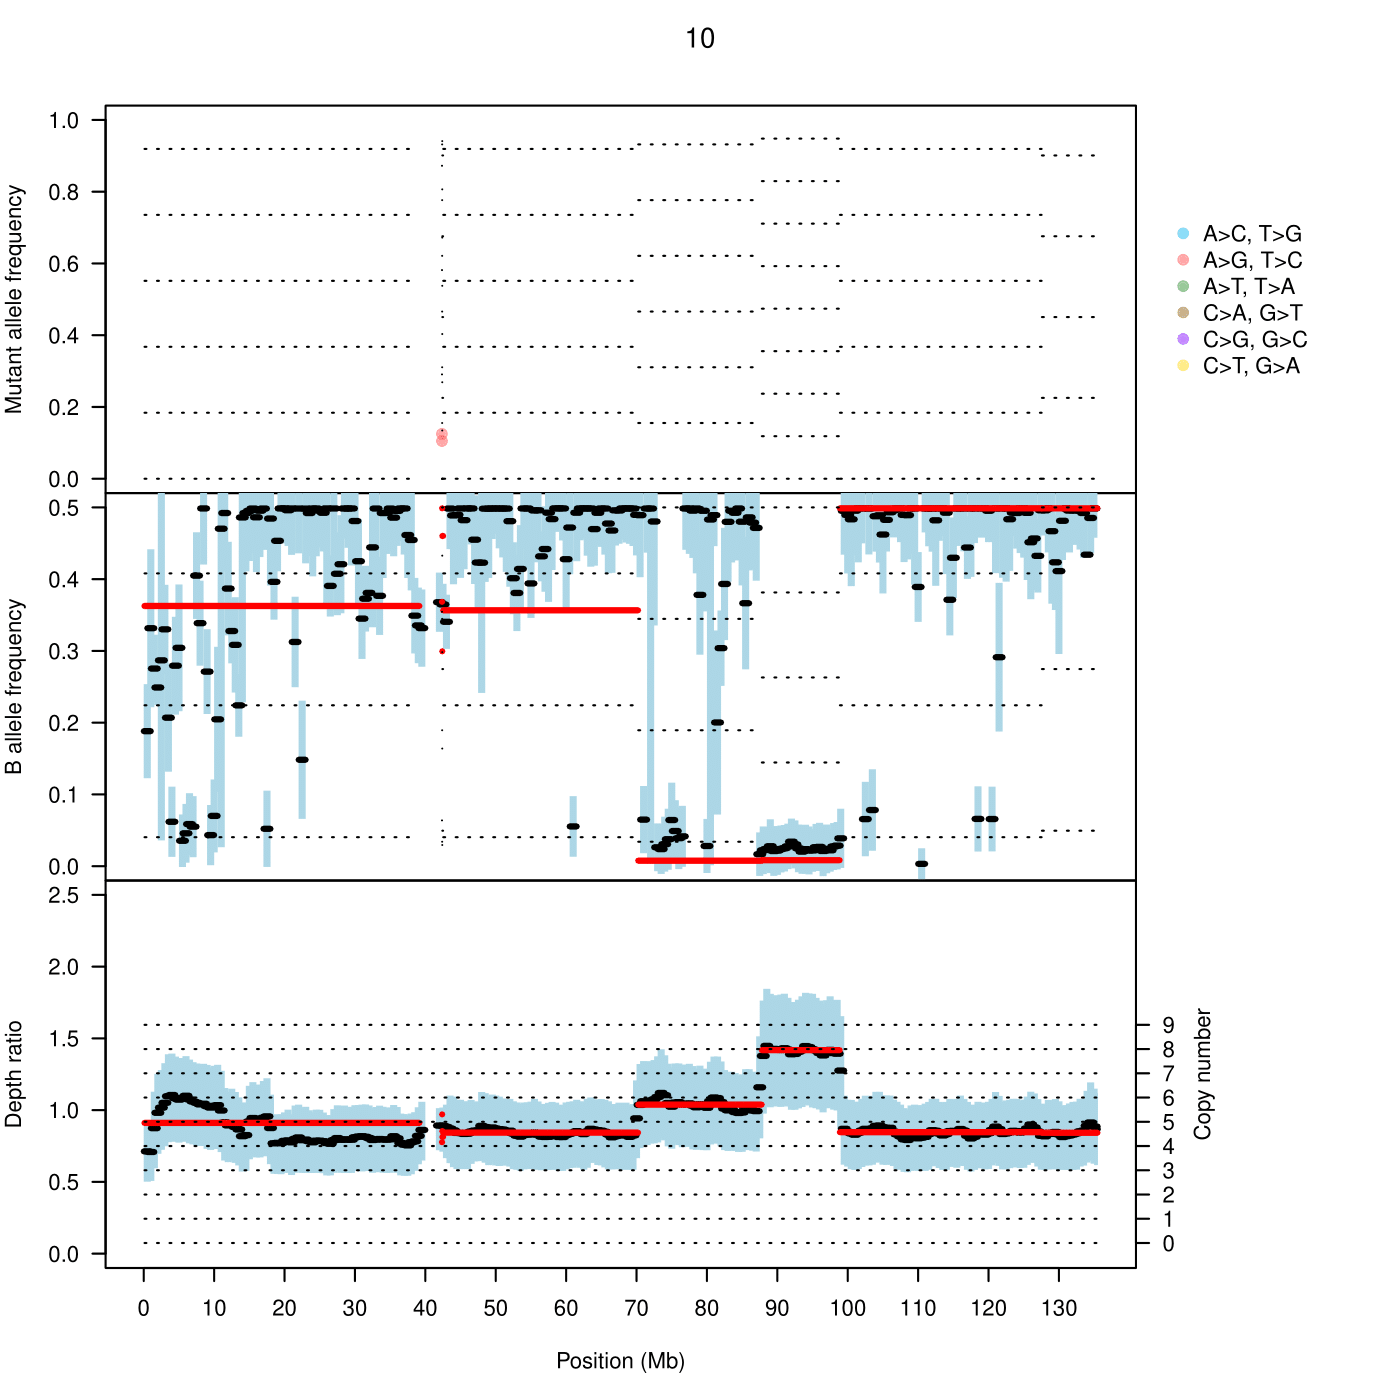 10
Mutant allele frequency
1.0
0.8
0.6
0.4
0.2
0.0
A>C, T>G
A>G, T>C
A>T, T>A
C>A, G>T
C>G, G>C
C>T, G>A
B allele frequency
0.5
0.4
0.3
0.2
0.1
0.0
Depth ratio
2.5
2.0
1.5
1.0
0.5
0.0
9
8
7
6
5
4
3
2
1
0
Copy number
0 10 20 30 40 50 60 70 80 90 100 110 120 130
Position (Mb)